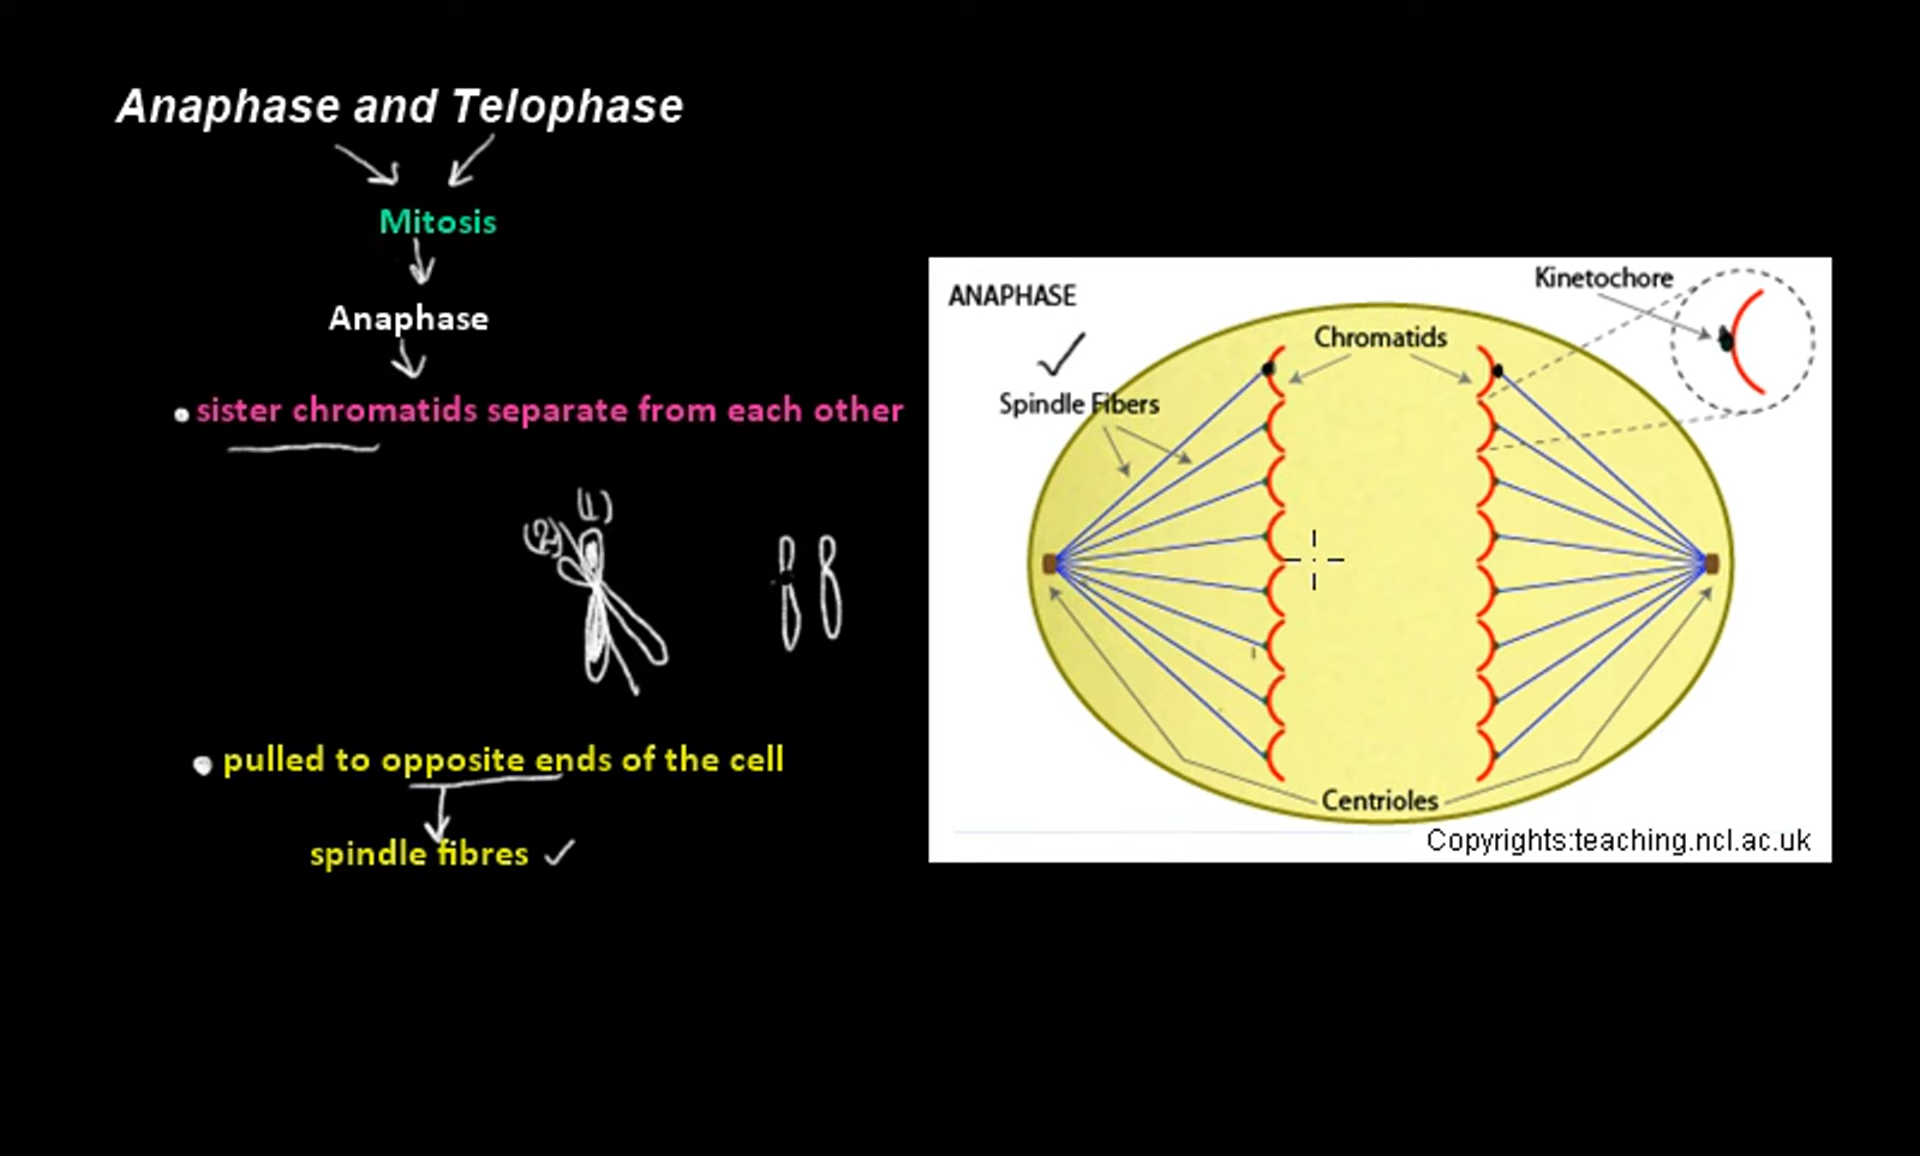 Anaphase and Telophase
Mitosis
Anaphase
sister chromatids separate from each other
(1)
(2)
pulled to opposite ends of the cell
spindle fibres
ANAPHASE
Kinetochore
Chromatids
Spindle Fibers
Centrioles
Copyrights:teaching.ncl.ac.uk